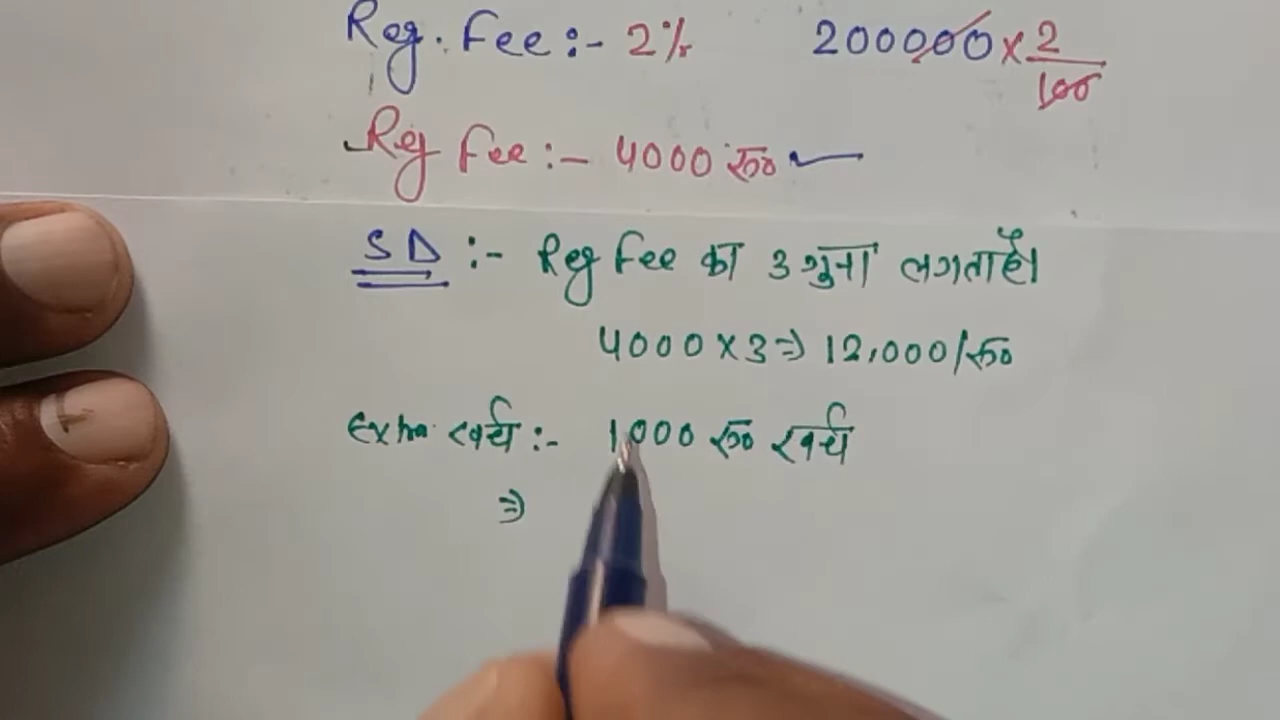 Reg. Fee :- 2% 200000 x 2/100
Reg Fee :- 4000 रू०
SD :- Reg Fee का 3 गुना लगता है।
4000 x 3 => 12,000/रू०
Extra खर्च :- 1000 रू० खर्च
=>